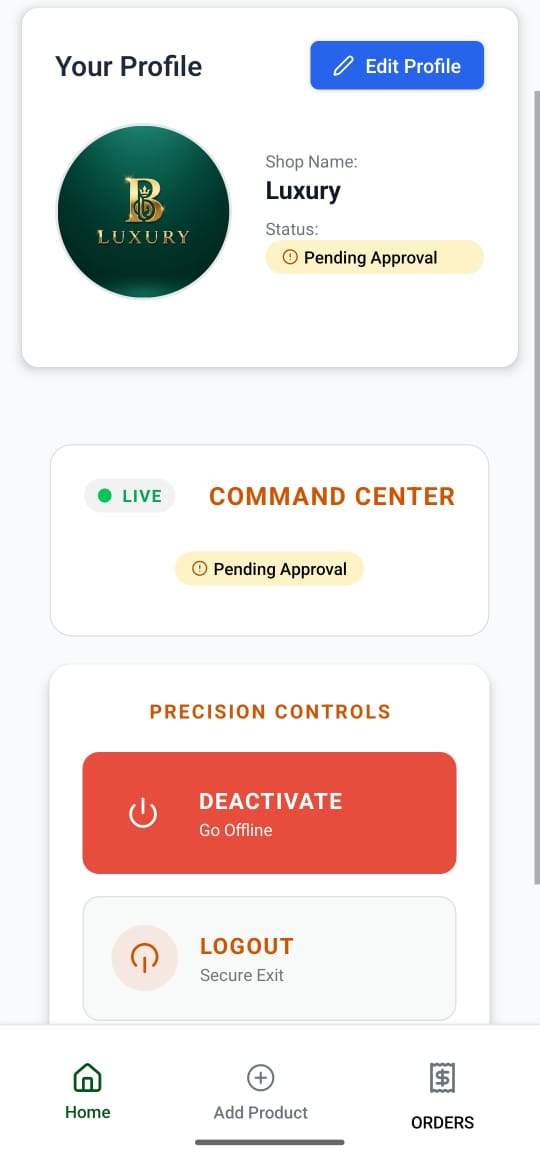 Your Profile
Edit Profile
B
LUXURY
Shop Name:
Luxury
Status:
Pending Approval
LIVE
COMMAND CENTER
Pending Approval
PRECISION CONTROLS
DEACTIVATE
Go Offline
LOGOUT
Secure Exit
Home
Add Product
ORDERS